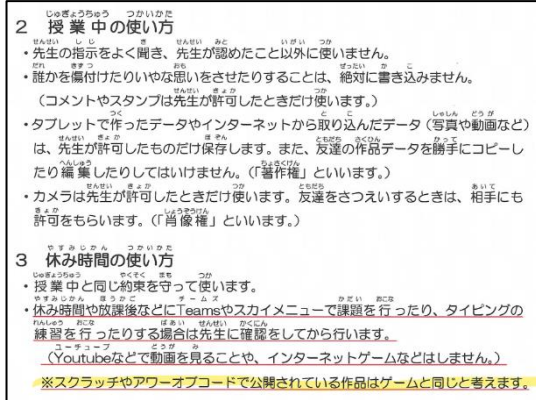 ２　授業中の使い方
・先生の指示をよく聞き、先生が認めたこと以外に使いません。
・誰かを傷付けたりいやな思いをさせたりすることは、絶対に書き込みません。
（コメントやスタンプは先生が許可したときだけ使います。）
・タブレットで作ったデータやインターネットから取り込んだデータ（写真や動画など）
は、先生が許可したものだけ保存します。また、友達の作品データを勝手にコピーし
たり編集したりしてはいけません。（「著作権」といいます。）
・カメラは先生が許可したときだけ使います。友達をさつえいするときは、相手にも
許可をもらいます。（「肖像権」といいます。）
３　休み時間の使い方
・授業中と同じ約束を守って使います。
・休み時間や放課後などにTeamsやスカイメニューで課題を行ったり、タイピングの
練習を行ったりする場合は先生に確認をしてから行います。
（Youtubeなどで動画を見ることや、インターネットゲームなどはしません。）
※スクラッチやアワーオブコードで公開されている作品はゲームと同じと考えます。